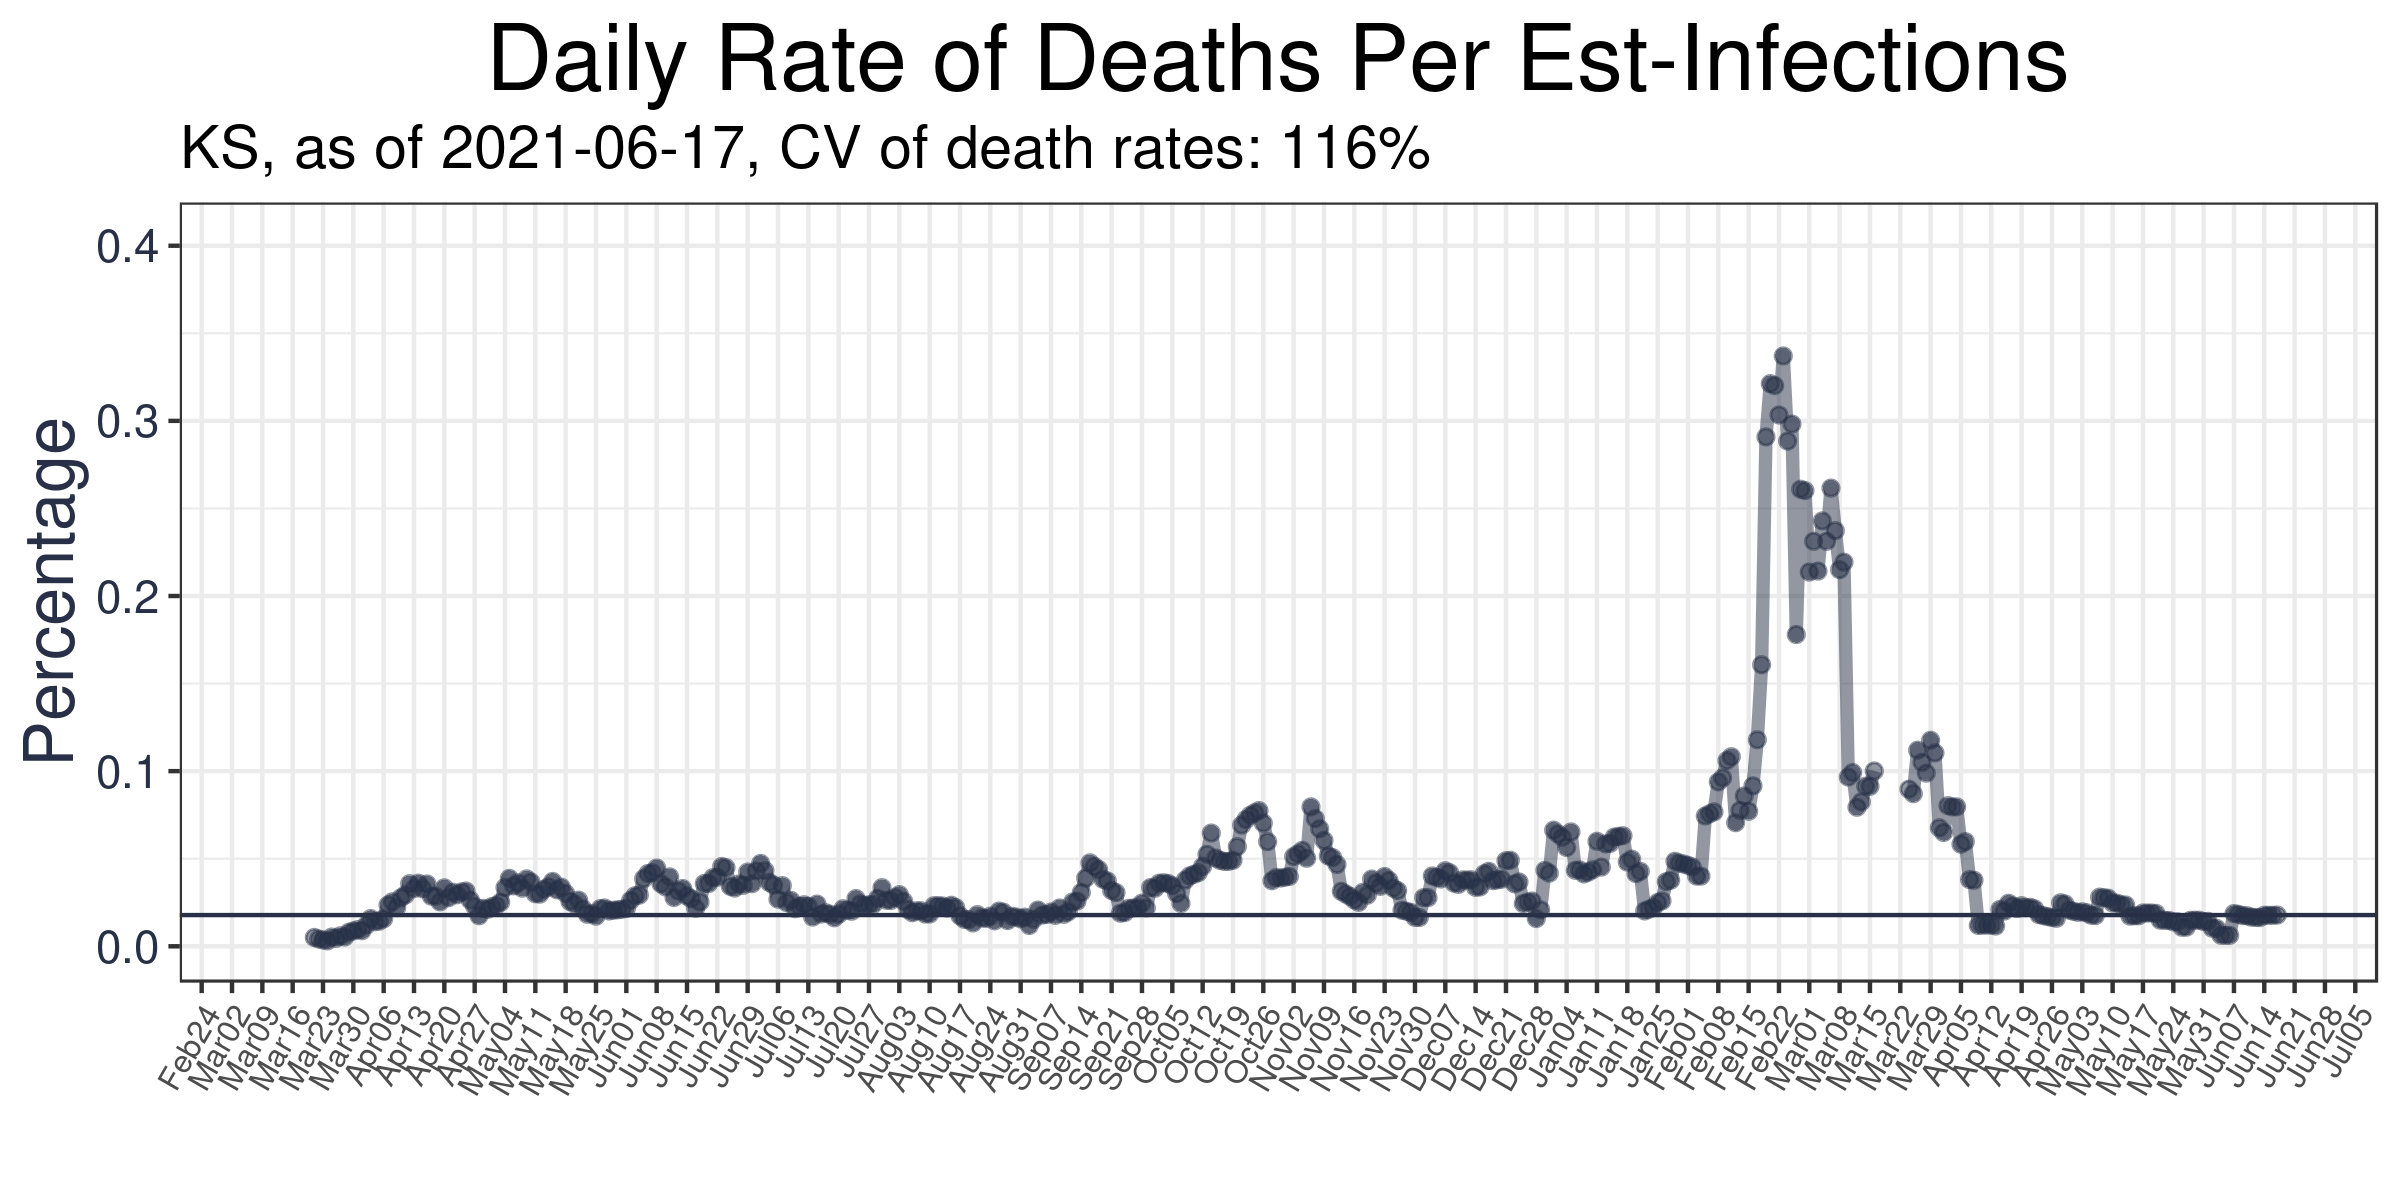 Daily Rate of Deaths Per Est-Infections
KS, as of 2021-06-17, CV of death rates: 116%
Percentage
0.4
0.3
0.2
0.1
0.0
Feb24
Mar02
Mar09
Mar16
Mar23
Mar30
Apr06
Apr13
Apr20
Apr27
May04
May11
May18
May25
Jun01
Jun08
Jun15
Jun22
Jun29
Jul06
Jul13
Jul20
Jul27
Aug03
Aug10
Aug17
Aug24
Aug31
Sep07
Sep14
Sep21
Sep28
Oct05
Oct12
Oct19
Oct26
Nov02
Nov09
Nov16
Nov23
Nov30
Dec07
Dec14
Dec21
Dec28
Jan04
Jan11
Jan18
Jan25
Feb01
Feb08
Feb15
Feb22
Mar01
Mar08
Mar15
Mar22
Mar29
Apr05
Apr12
Apr19
Apr26
May03
May10
May17
May24
May31
Jun07
Jun14
Jun21
Jun28
Jul05